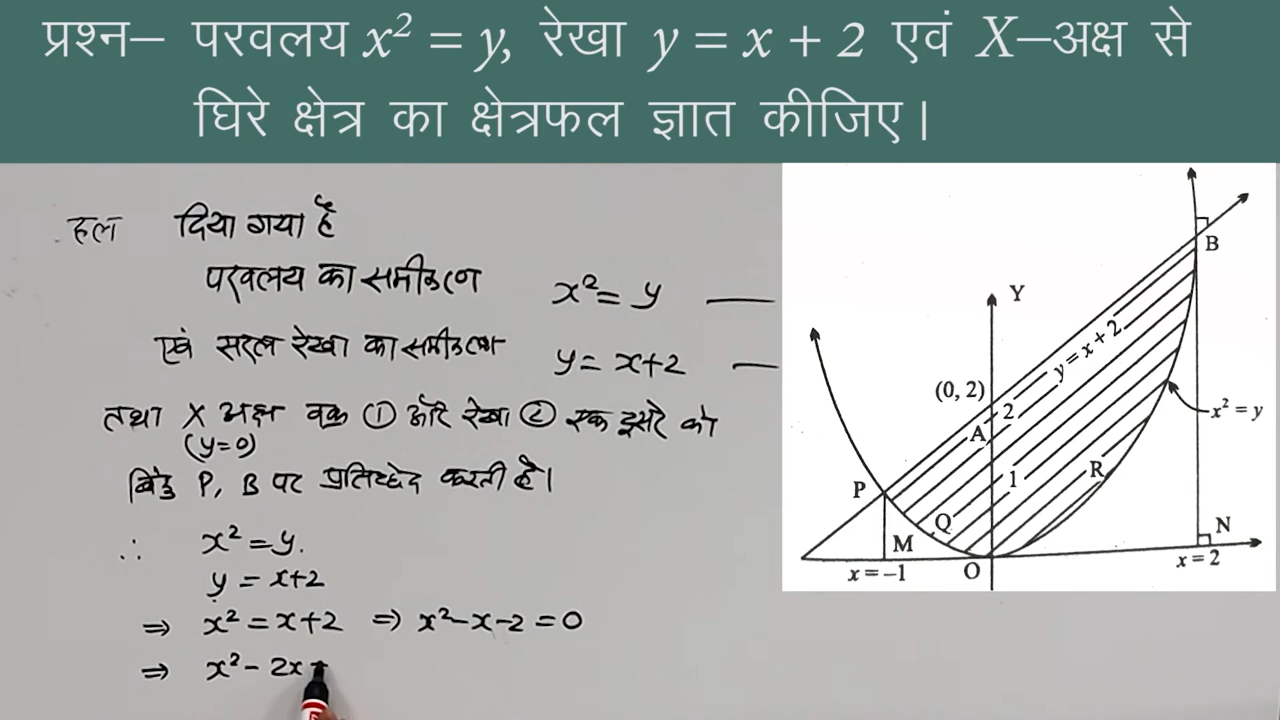 प्रश्न– परवलय x² = y, रेखा y = x + 2 एवं X–अक्ष से
घिरे क्षेत्र का क्षेत्रफल ज्ञात कीजिए।
हल दिया गया है
परवलय का समीकरण x² = y
एवं सरल रेखा का समीकरण y = x+2
तथा X अक्ष वक्र ① और रेखा ② एक दूसरे को
(y=0)
बिंदु P, B पर प्रतिच्छेद करती है।
∴ x² = y.
y = x+2
⇒ x² = x+2 ⇒ x²-x-2 = 0
⇒ x² - 2x
B
Y
y = x + 2
(0, 2)
2
x² = y
A
P
1
R
Q
N
M
x = –1
O
x = 2